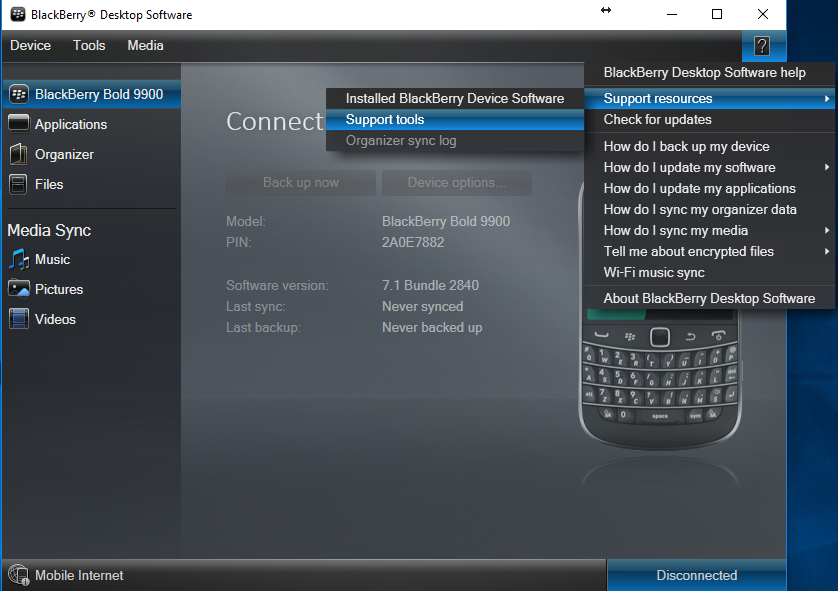 BlackBerry® Desktop Software
Device Tools Media ?
BlackBerry Bold 9900
Applications
Organizer
Files
Media Sync
Music
Pictures
Videos
Connect
Back up now Device options...
Model: BlackBerry Bold 9900
PIN: 2A0E7882
Software version: 7.1 Bundle 2840
Last sync: Never synced
Last backup: Never backed up
Installed BlackBerry Device Software
Support tools
Organizer sync log
BlackBerry Desktop Software help
Support resources
Check for updates
How do I back up my device
How do I update my software
How do I update my applications
How do I sync my organizer data
How do I sync my media
Tell me about encrypted files
Wi-Fi music sync
About BlackBerry Desktop Software
Mobile Internet
Disconnected